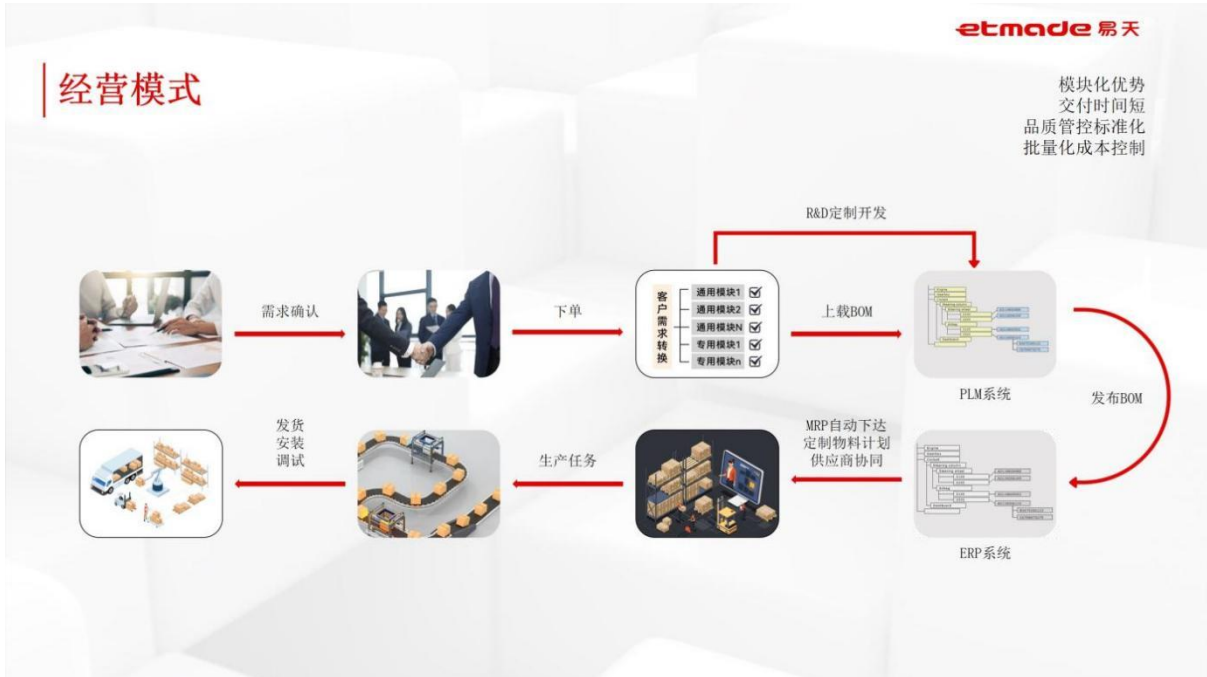 etmade 易天
经营模式
模块化优势
交付时间短
品质管控标准化
批量化成本控制
R&D定制开发
需求确认
下单
客户需求转换
通用模块1
通用模块2
通用模块N
专用模块1
专用模块n
上载BOM
PLM系统
发布BOM
发货
安装
调试
生产任务
MRP自动下达
定制物料计划
供应商协同
ERP系统